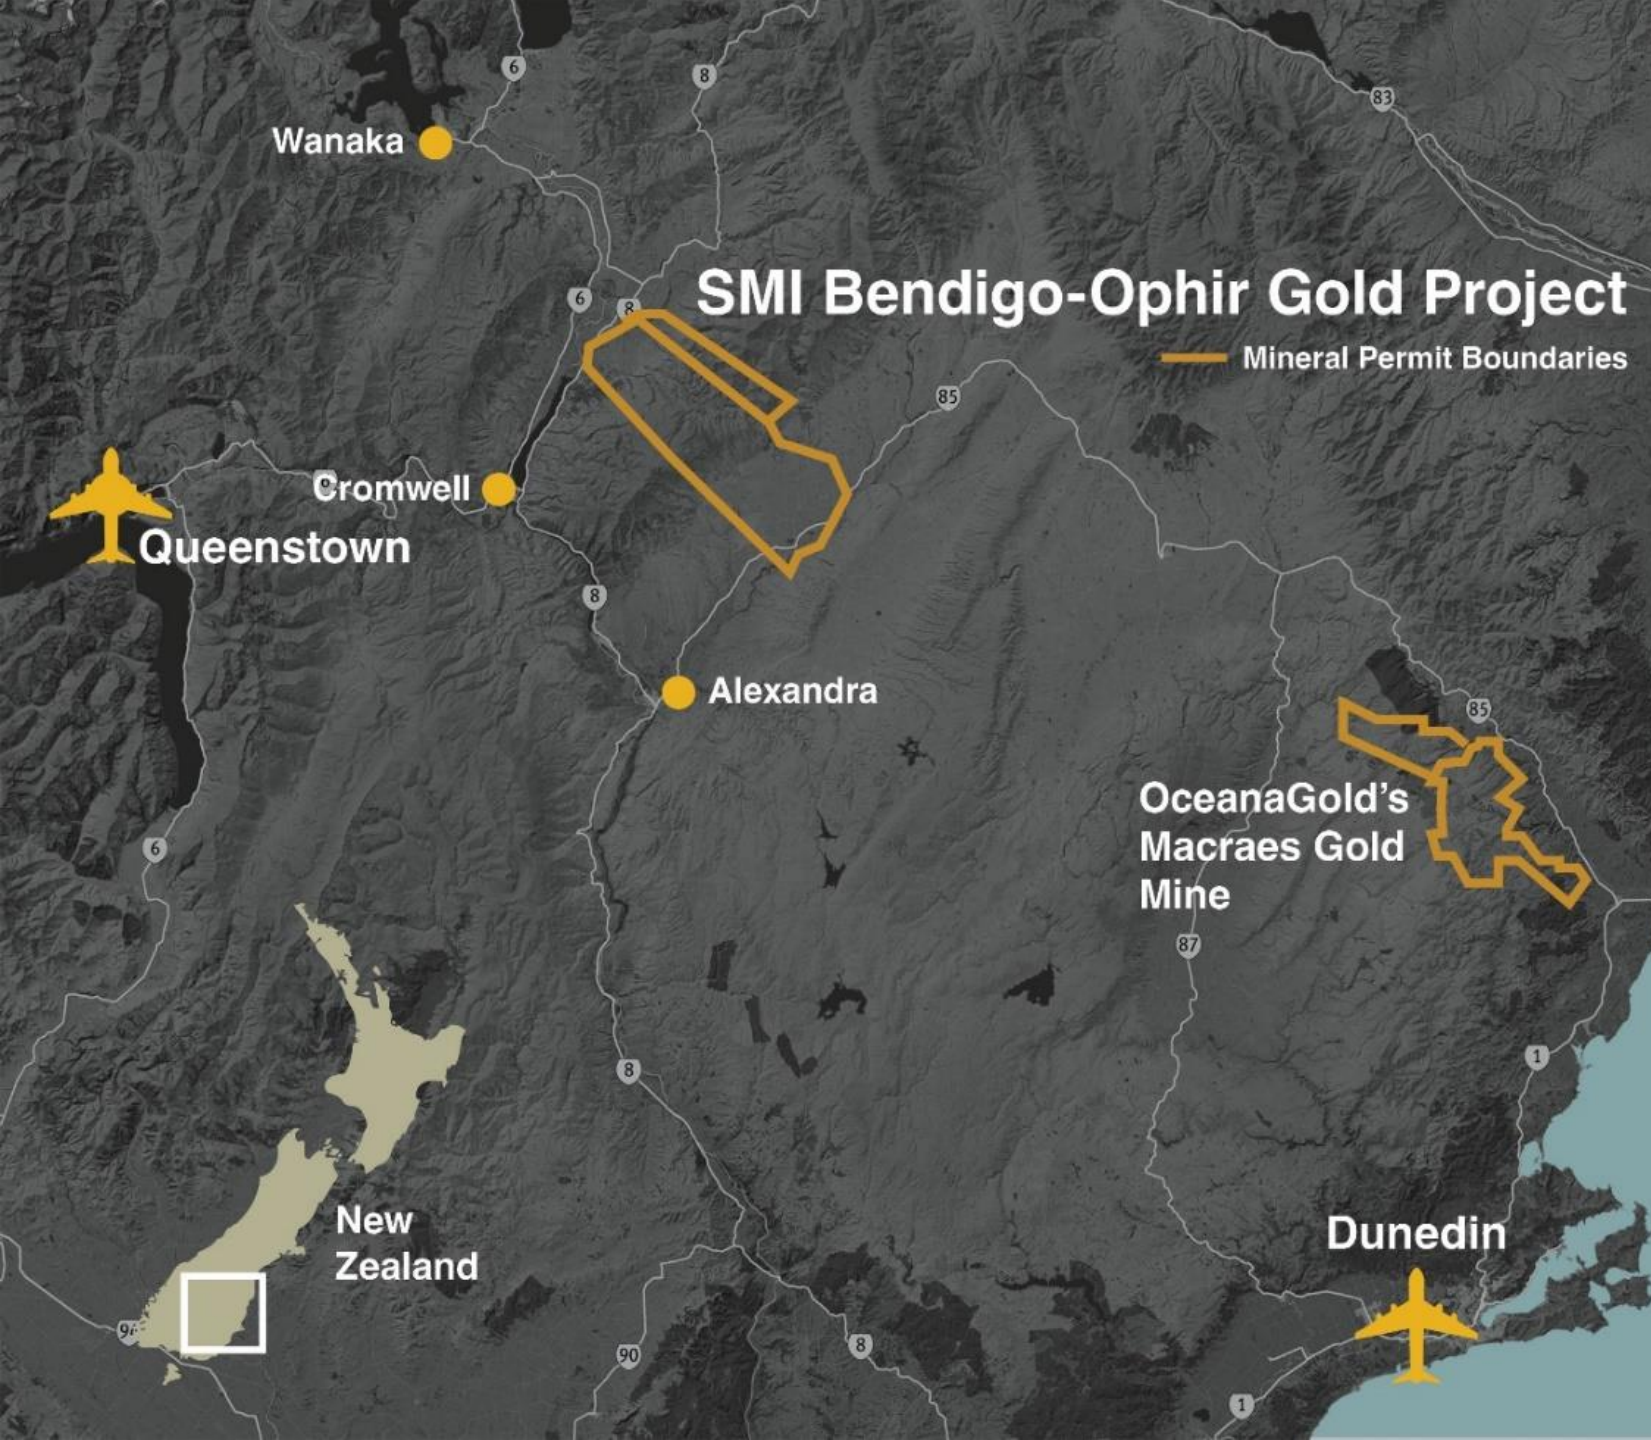 6
8
83
Wanaka
6
8
SMI Bendigo-Ophir Gold Project
Mineral Permit Boundaries
85
Cromwell
Queenstown
8
Alexandra
85
OceanaGold's
Macraes Gold
Mine
6
87
1
8
New
Zealand
Dunedin
90
8
1